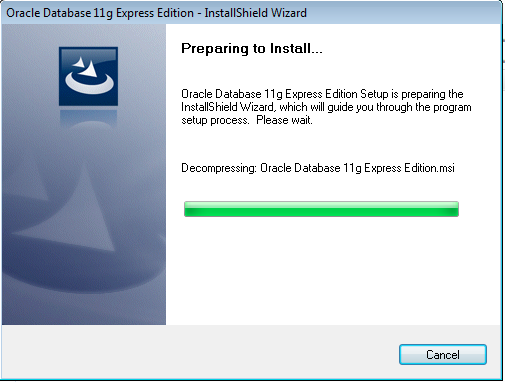 Oracle Database 11g Express Edition - InstallShield Wizard
Preparing to Install...
Oracle Database 11g Express Edition Setup is preparing the
InstallShield Wizard, which will guide you through the program
setup process. Please wait.
Decompressing: Oracle Database 11g Express Edition.msi
Cancel